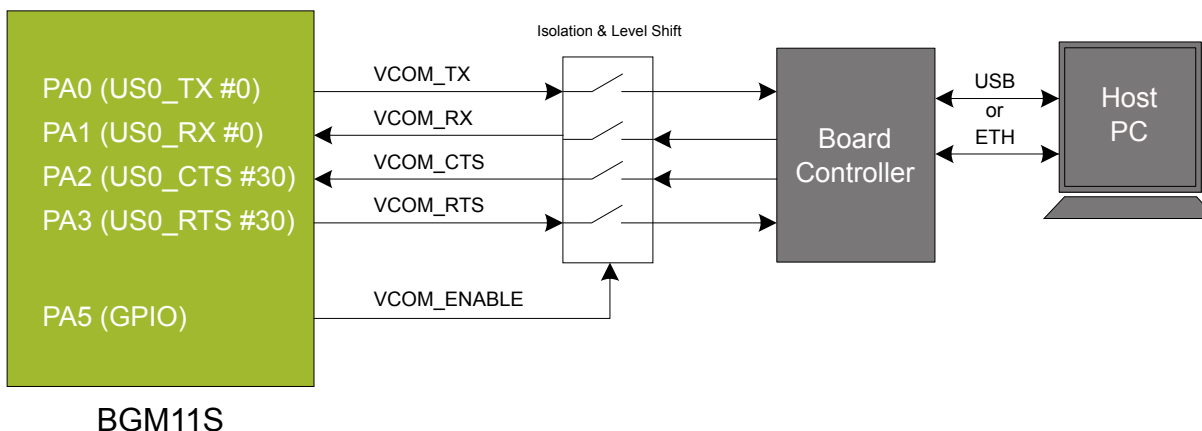 Isolation & Level Shift
PA0 (US0_TX #0)
VCOM_TX
PA1 (US0_RX #0)
VCOM_RX
PA2 (US0_CTS #30)
VCOM_CTS
PA3 (US0_RTS #30)
VCOM_RTS
PA5 (GPIO)
VCOM_ENABLE
Board
Controller
USB
or
ETH
Host
PC
BGM11S